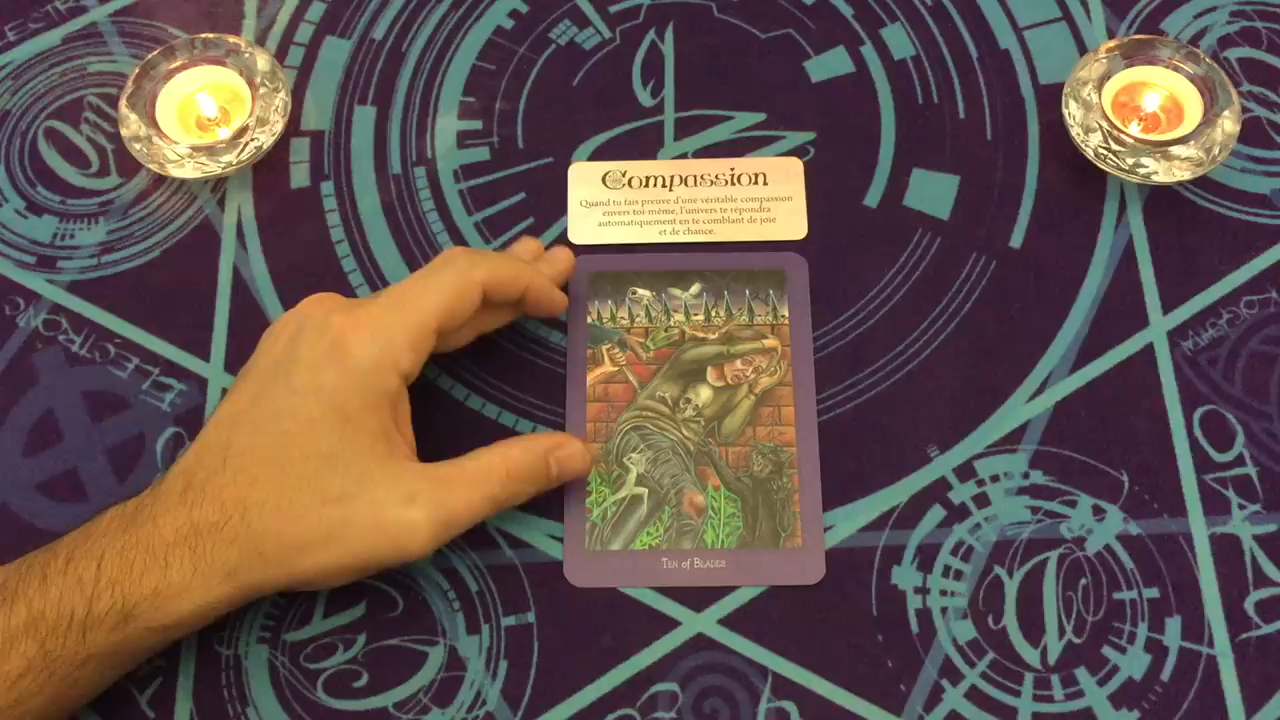 Compassion
Quand tu fais preuve d'une véritable compassion
envers toi-même, l'univers te répondra
automatiquement en te comblant de joie
et de chance.
Ten of Blades
ELECTRONIC